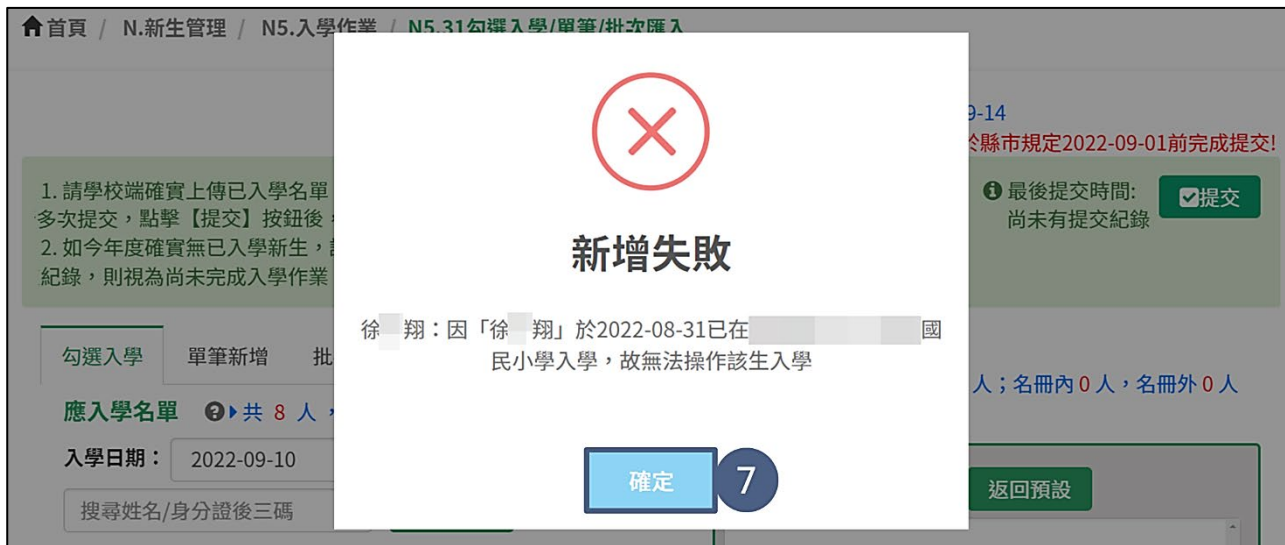 首頁 / N.新生管理 / N5.入學作業 / N5.31勾選入學/單筆/批次匯入
9-14
於縣市規定2022-09-01前完成提交!
1. 請學校端確實上傳已入學名單
多次提交，點擊【提交】按鈕後，
2. 如今年度確實無已入學新生，
紀錄，則視為尚未完成入學作業
最後提交時間:
尚未有提交紀錄
提交
新增失敗
徐 翔：因「徐 翔」於2022-08-31已在 國
民小學入學，故無法操作該生入學
確定
7
勾選入學 單筆新增 批
人；名冊內 0 人，名冊外 0 人
應入學名單 共 8 人，
入學日期： 2022-09-10
搜尋姓名/身分證後三碼
返回預設